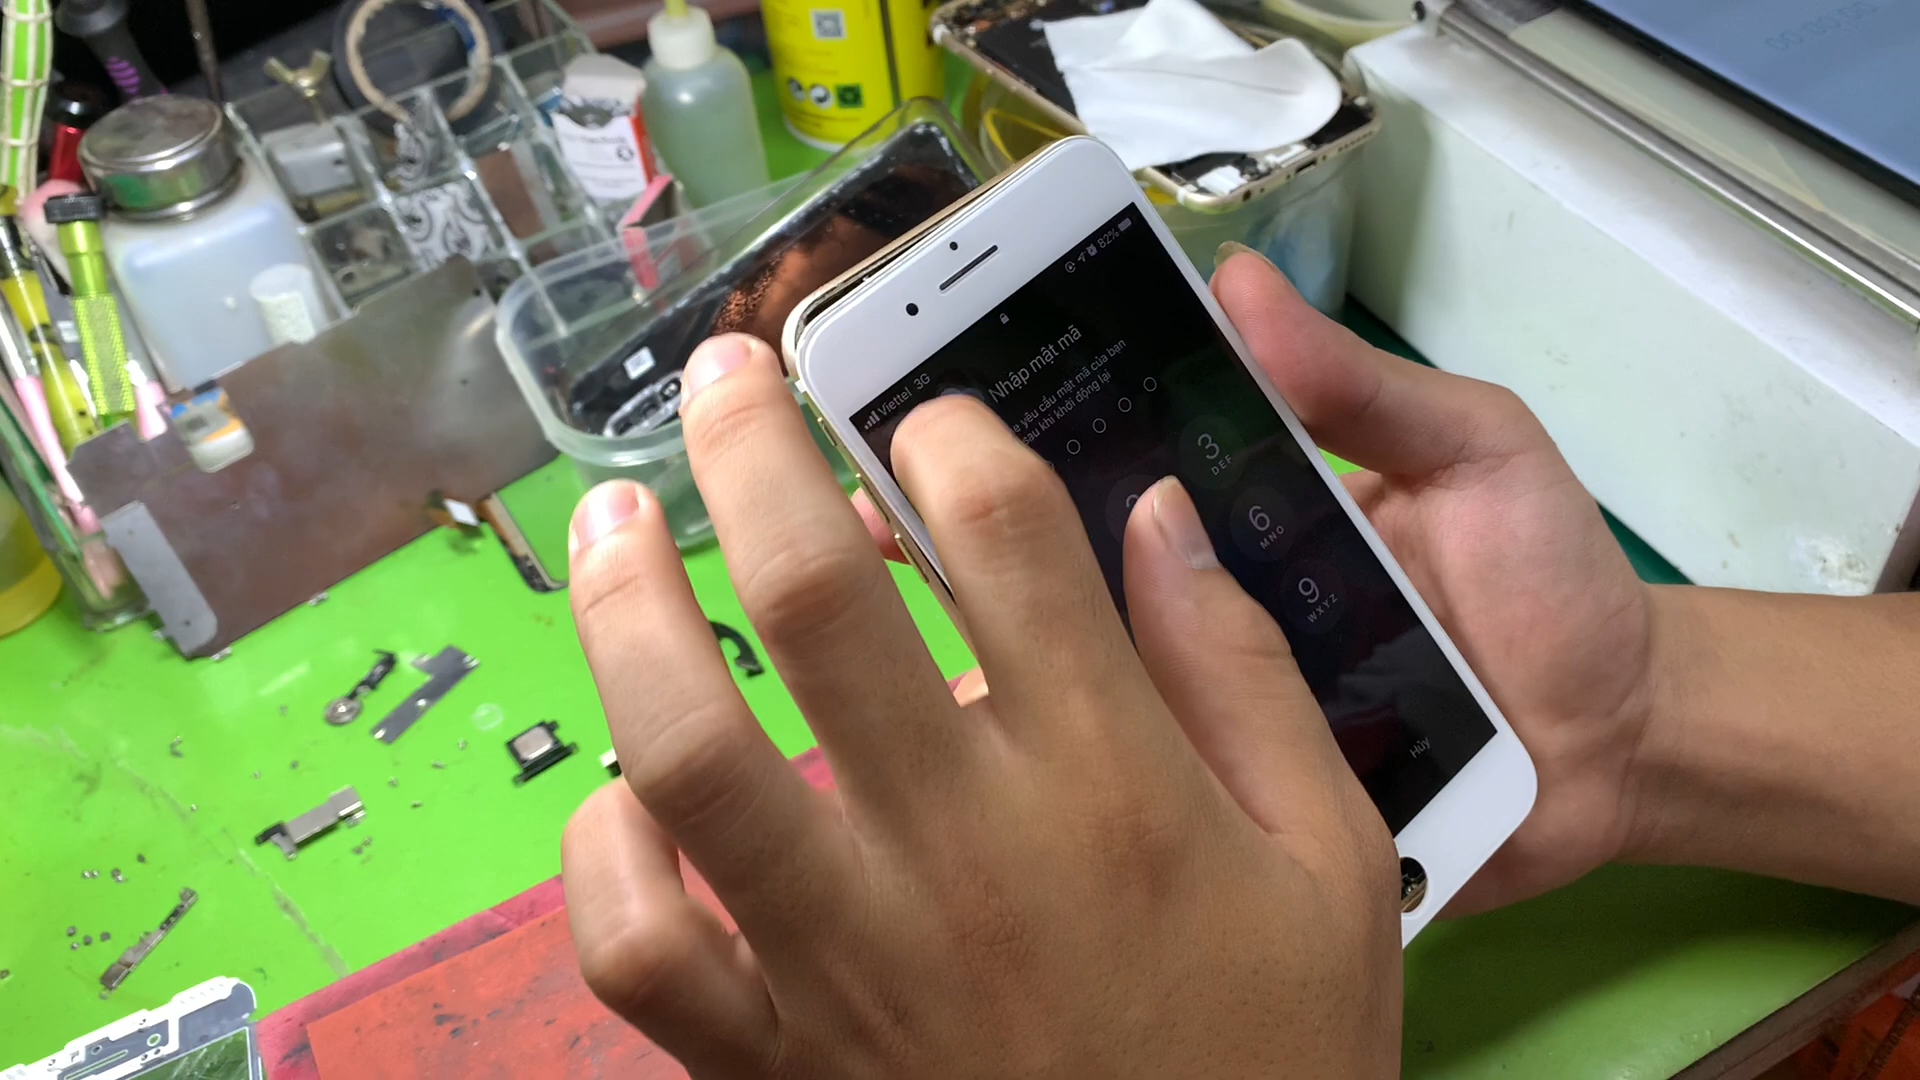 Viettel 3G
82%
Nhập mật mã
yêu cầu mật mã của bạn
sau khi khởi động lại
3
DEF
6
MNO
9
WXYZ
Hủy